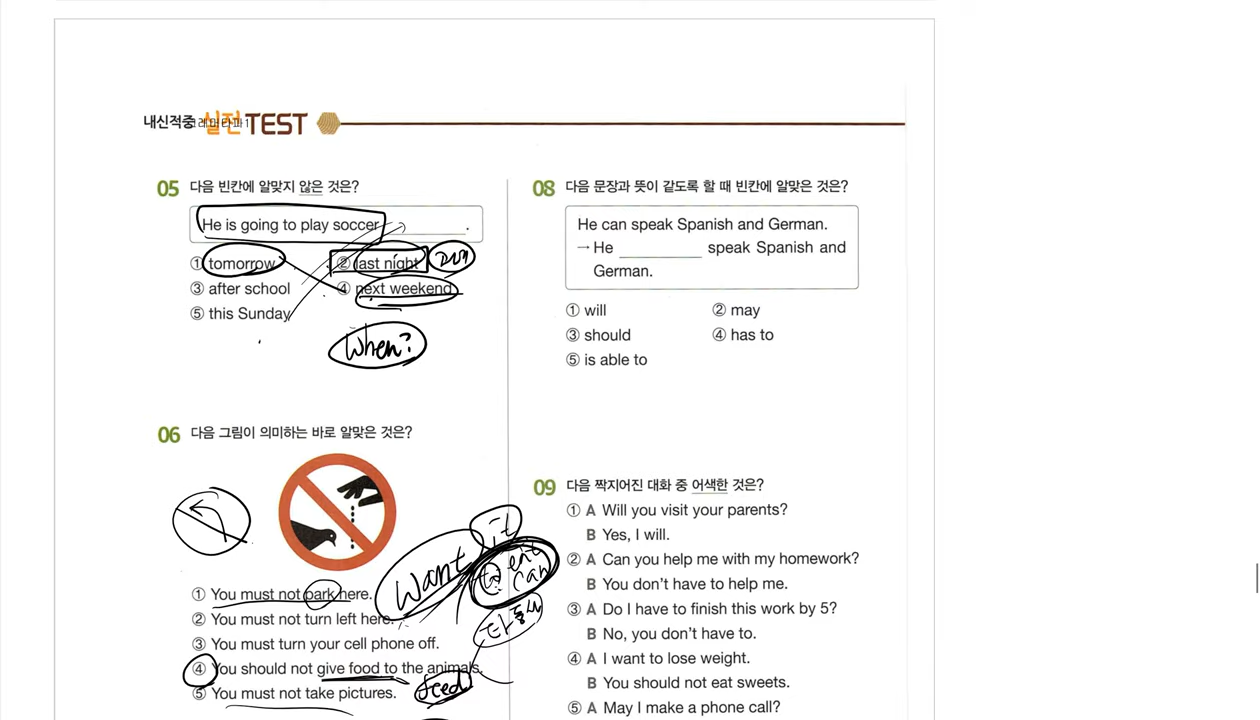 내신적중 실전 TEST
05 다음 빈칸에 알맞지 않은 것은?
He is going to play soccer ________.
① tomorrow ② last night 과거
③ after school ④ next weekend
⑤ this Sunday
When?
06 다음 그림이 의미하는 바로 알맞은 것은?
it
want
eat
can
① You must not park here.
② You must not turn left here.
타동사
③ You must turn your cell phone off.
④ You should not give food to the animals.
feed
⑤ You must not take pictures.
08 다음 문장과 뜻이 같도록 할 때 빈칸에 알맞은 것은?
He can speak Spanish and German.
→ He ________ speak Spanish and
German.
① will ② may
③ should ④ has to
⑤ is able to
09 다음 짝지어진 대화 중 어색한 것은?
① A Will you visit your parents?
B Yes, I will.
② A Can you help me with my homework?
B You don't have to help me.
③ A Do I have to finish this work by 5?
B No, you don't have to.
④ A I want to lose weight.
B You should not eat sweets.
⑤ A May I make a phone call?